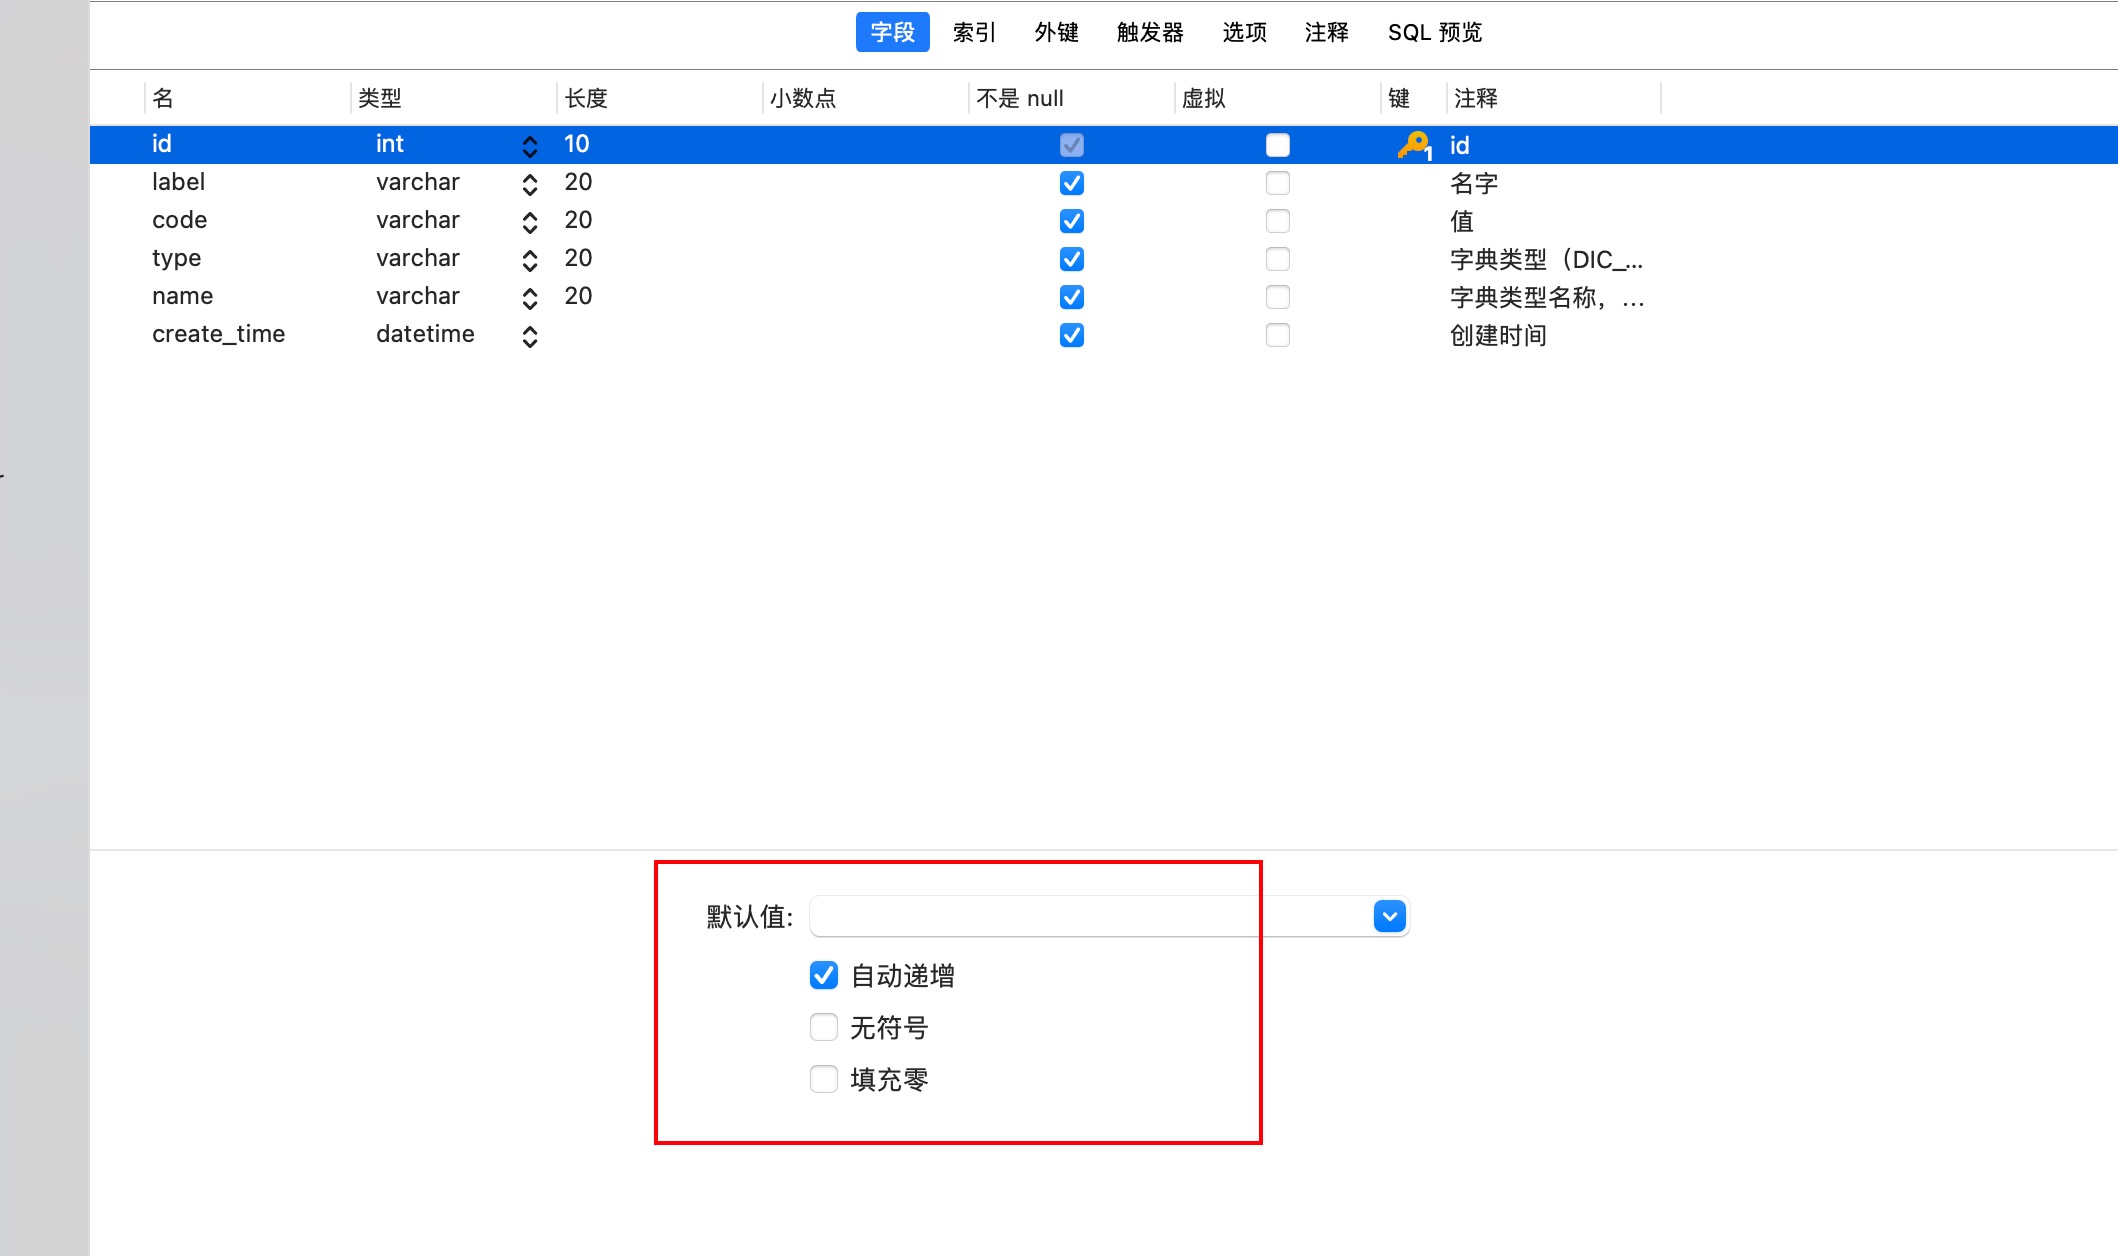 字段 索引 外键 触发器 选项 注释 SQL 预览
名 类型 长度 小数点 不是 null 虚拟 键 注释
id int 10 1 id
label varchar 20 名字
code varchar 20 值
type varchar 20 字典类型（DIC_...
name varchar 20 字典类型名称，...
create_time datetime 创建时间
默认值:
自动递增
无符号
填充零